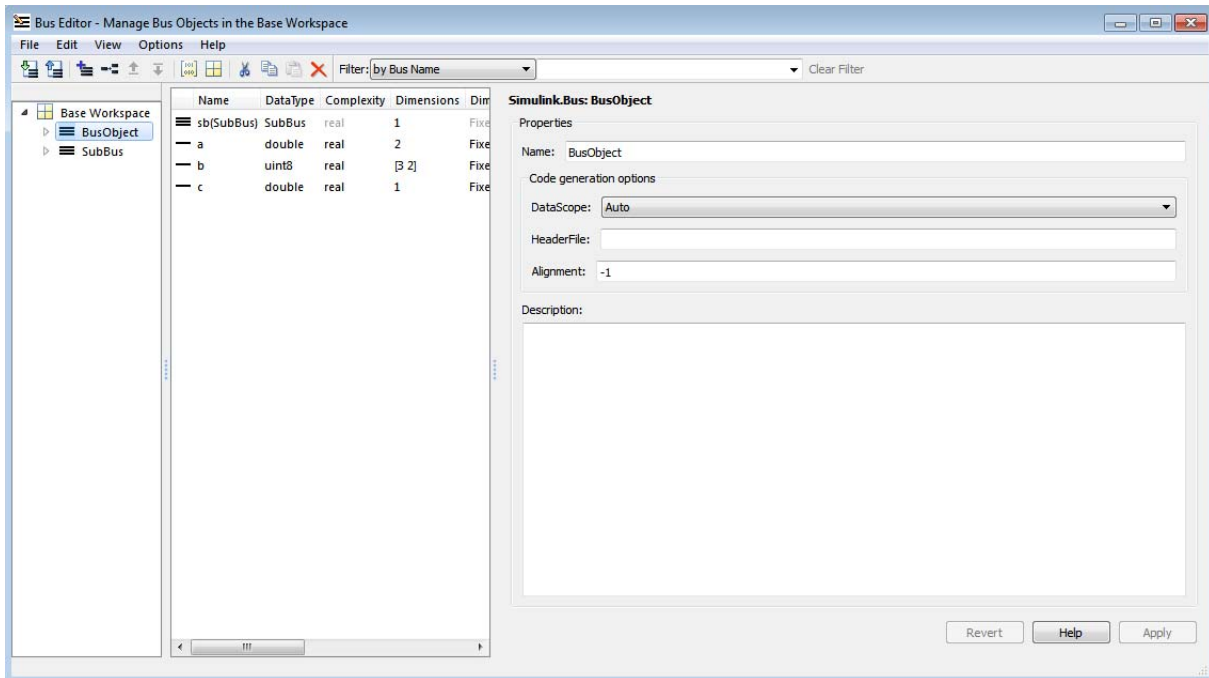 Bus Editor - Manage Bus Objects in the Base Workspace
File Edit View Options Help
Filter: by Bus Name Clear Filter
Base Workspace
BusObject
SubBus
Name DataType Complexity Dimensions Dim
sb(SubBus) SubBus real 1 Fixe
a double real 2 Fixe
b uint8 real [3 2] Fixe
c double real 1 Fixe
Simulink.Bus: BusObject
Properties
Name: BusObject
Code generation options
DataScope: Auto
HeaderFile:
Alignment: -1
Description:
Revert Help Apply